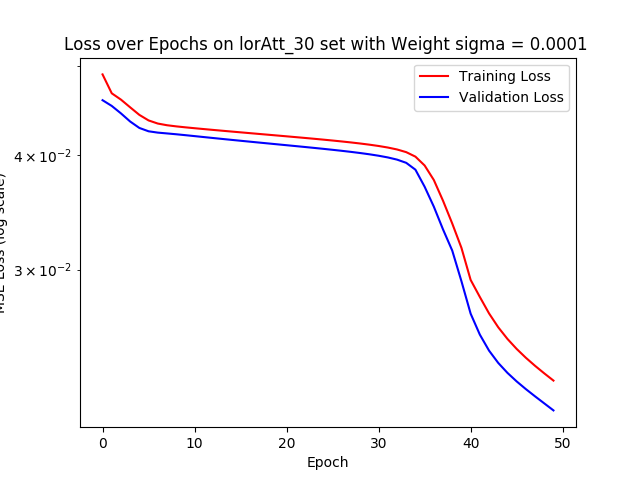 Loss over Epochs on lorAtt_30 set with Weight sigma = 0.0001
Training Loss
Validation Loss
4 × 10⁻²
3 × 10⁻²
MSE Loss (log scale)
0 10 20 30 40 50
Epoch